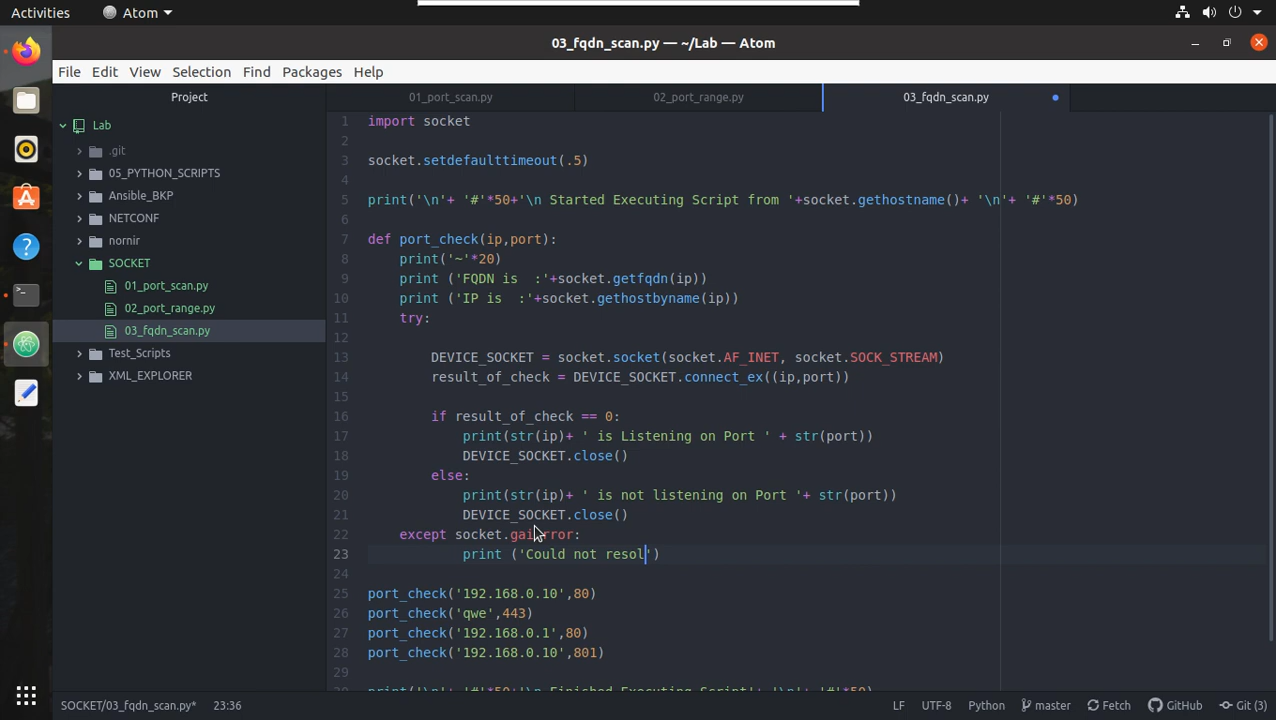 Activities
Atom
03_fqdn_scan.py — ~/Lab — Atom
File Edit View Selection Find Packages Help
Project
01_port_scan.py
02_port_range.py
03_fqdn_scan.py
Lab
.git
05_PYTHON_SCRIPTS
Ansible_BKP
NETCONF
nornir
SOCKET
01_port_scan.py
02_port_range.py
03_fqdn_scan.py
Test_Scripts
XML_EXPLORER
1 import socket
2
3 socket.setdefaulttimeout(.5)
4
5 print('\n'+ '#'*50+'\n Started Executing Script from '+socket.gethostname()+ '\n'+ '#'*50)
6
7 def port_check(ip,port):
8 print('~'*20)
9 print ('FQDN is  :'+socket.getfqdn(ip))
10 print ('IP is  :'+socket.gethostbyname(ip))
11 try:
12
13 DEVICE_SOCKET = socket.socket(socket.AF_INET, socket.SOCK_STREAM)
14 result_of_check = DEVICE_SOCKET.connect_ex((ip,port))
15
16 if result_of_check == 0:
17 print(str(ip)+ ' is Listening on Port ' + str(port))
18 DEVICE_SOCKET.close()
19 else:
20 print(str(ip)+ ' is not listening on Port '+ str(port))
21 DEVICE_SOCKET.close()
22 except socket.gaierror:
23 print ('Could not resol')
24
25 port_check('192.168.0.10',80)
26 port_check('qwe',443)
27 port_check('192.168.0.1',80)
28 port_check('192.168.0.10',801)
29
30 print('\n'+ '#'*50+'\n Finished Executing Script'+ '\n'+ '#'*50)
SOCKET/03_fqdn_scan.py* 23:36
LF UTF-8 Python master Fetch GitHub Git (3)